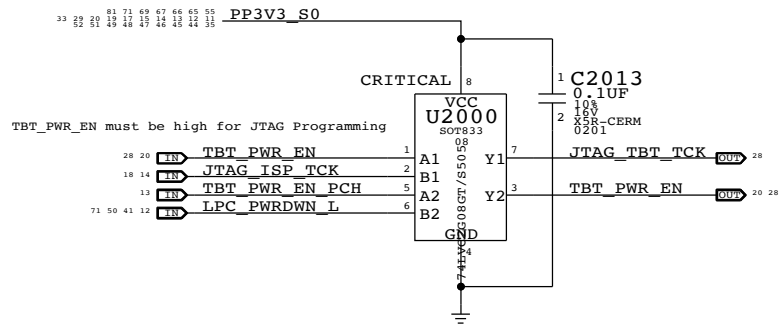 81 71 69 67 66 65 55
33 29 20 19 17 15 14 13 12 11
52 51 49 48 47 46 45 44 35
PP3V3_S0
CRITICAL
8
VCC
U2000
SOT833
08
1
C2013
0.1UF
10%
16V
2
X5R-CERM
0201
TBT_PWR_EN must be high for JTAG Programming
28 20 IN TBT_PWR_EN 1 A1 Y1 7 JTAG_TBT_TCK OUT 28
18 14 IN JTAG_ISP_TCK 2 B1
13 IN TBT_PWR_EN_PCH 5 A2 Y2 3 TBT_PWR_EN OUT 20 28
71 50 41 12 IN LPC_PWRDWN_L 6 B2
GND
4